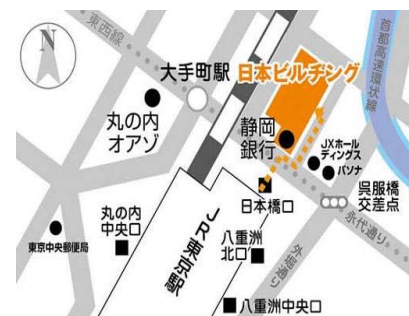 N
東西線
大手町駅
日本ビルヂング
首都高速環状線
丸の内
オアゾ
静岡
銀行
JXホール
ディングス
パソナ
日本橋口
呉服橋
交差点
永代通り
東京中央郵便局
丸の内
中央口
JR東京駅
八重洲
北口
外堀通り
八重洲中央口